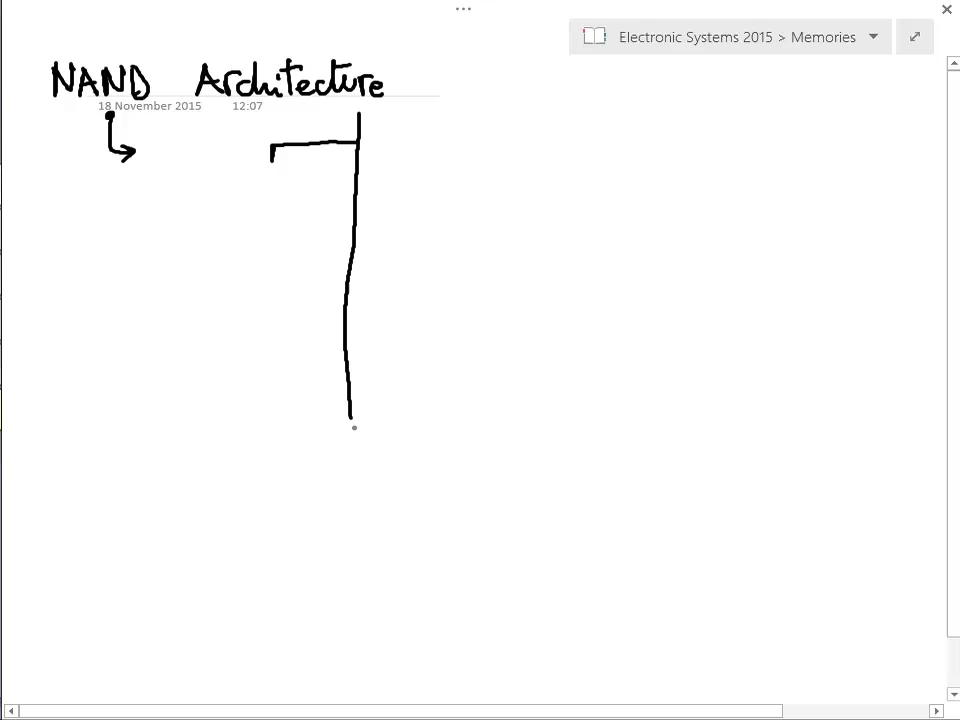 Electronic Systems 2015 > Memories
NAND Architecture
18 November 2015 12:07